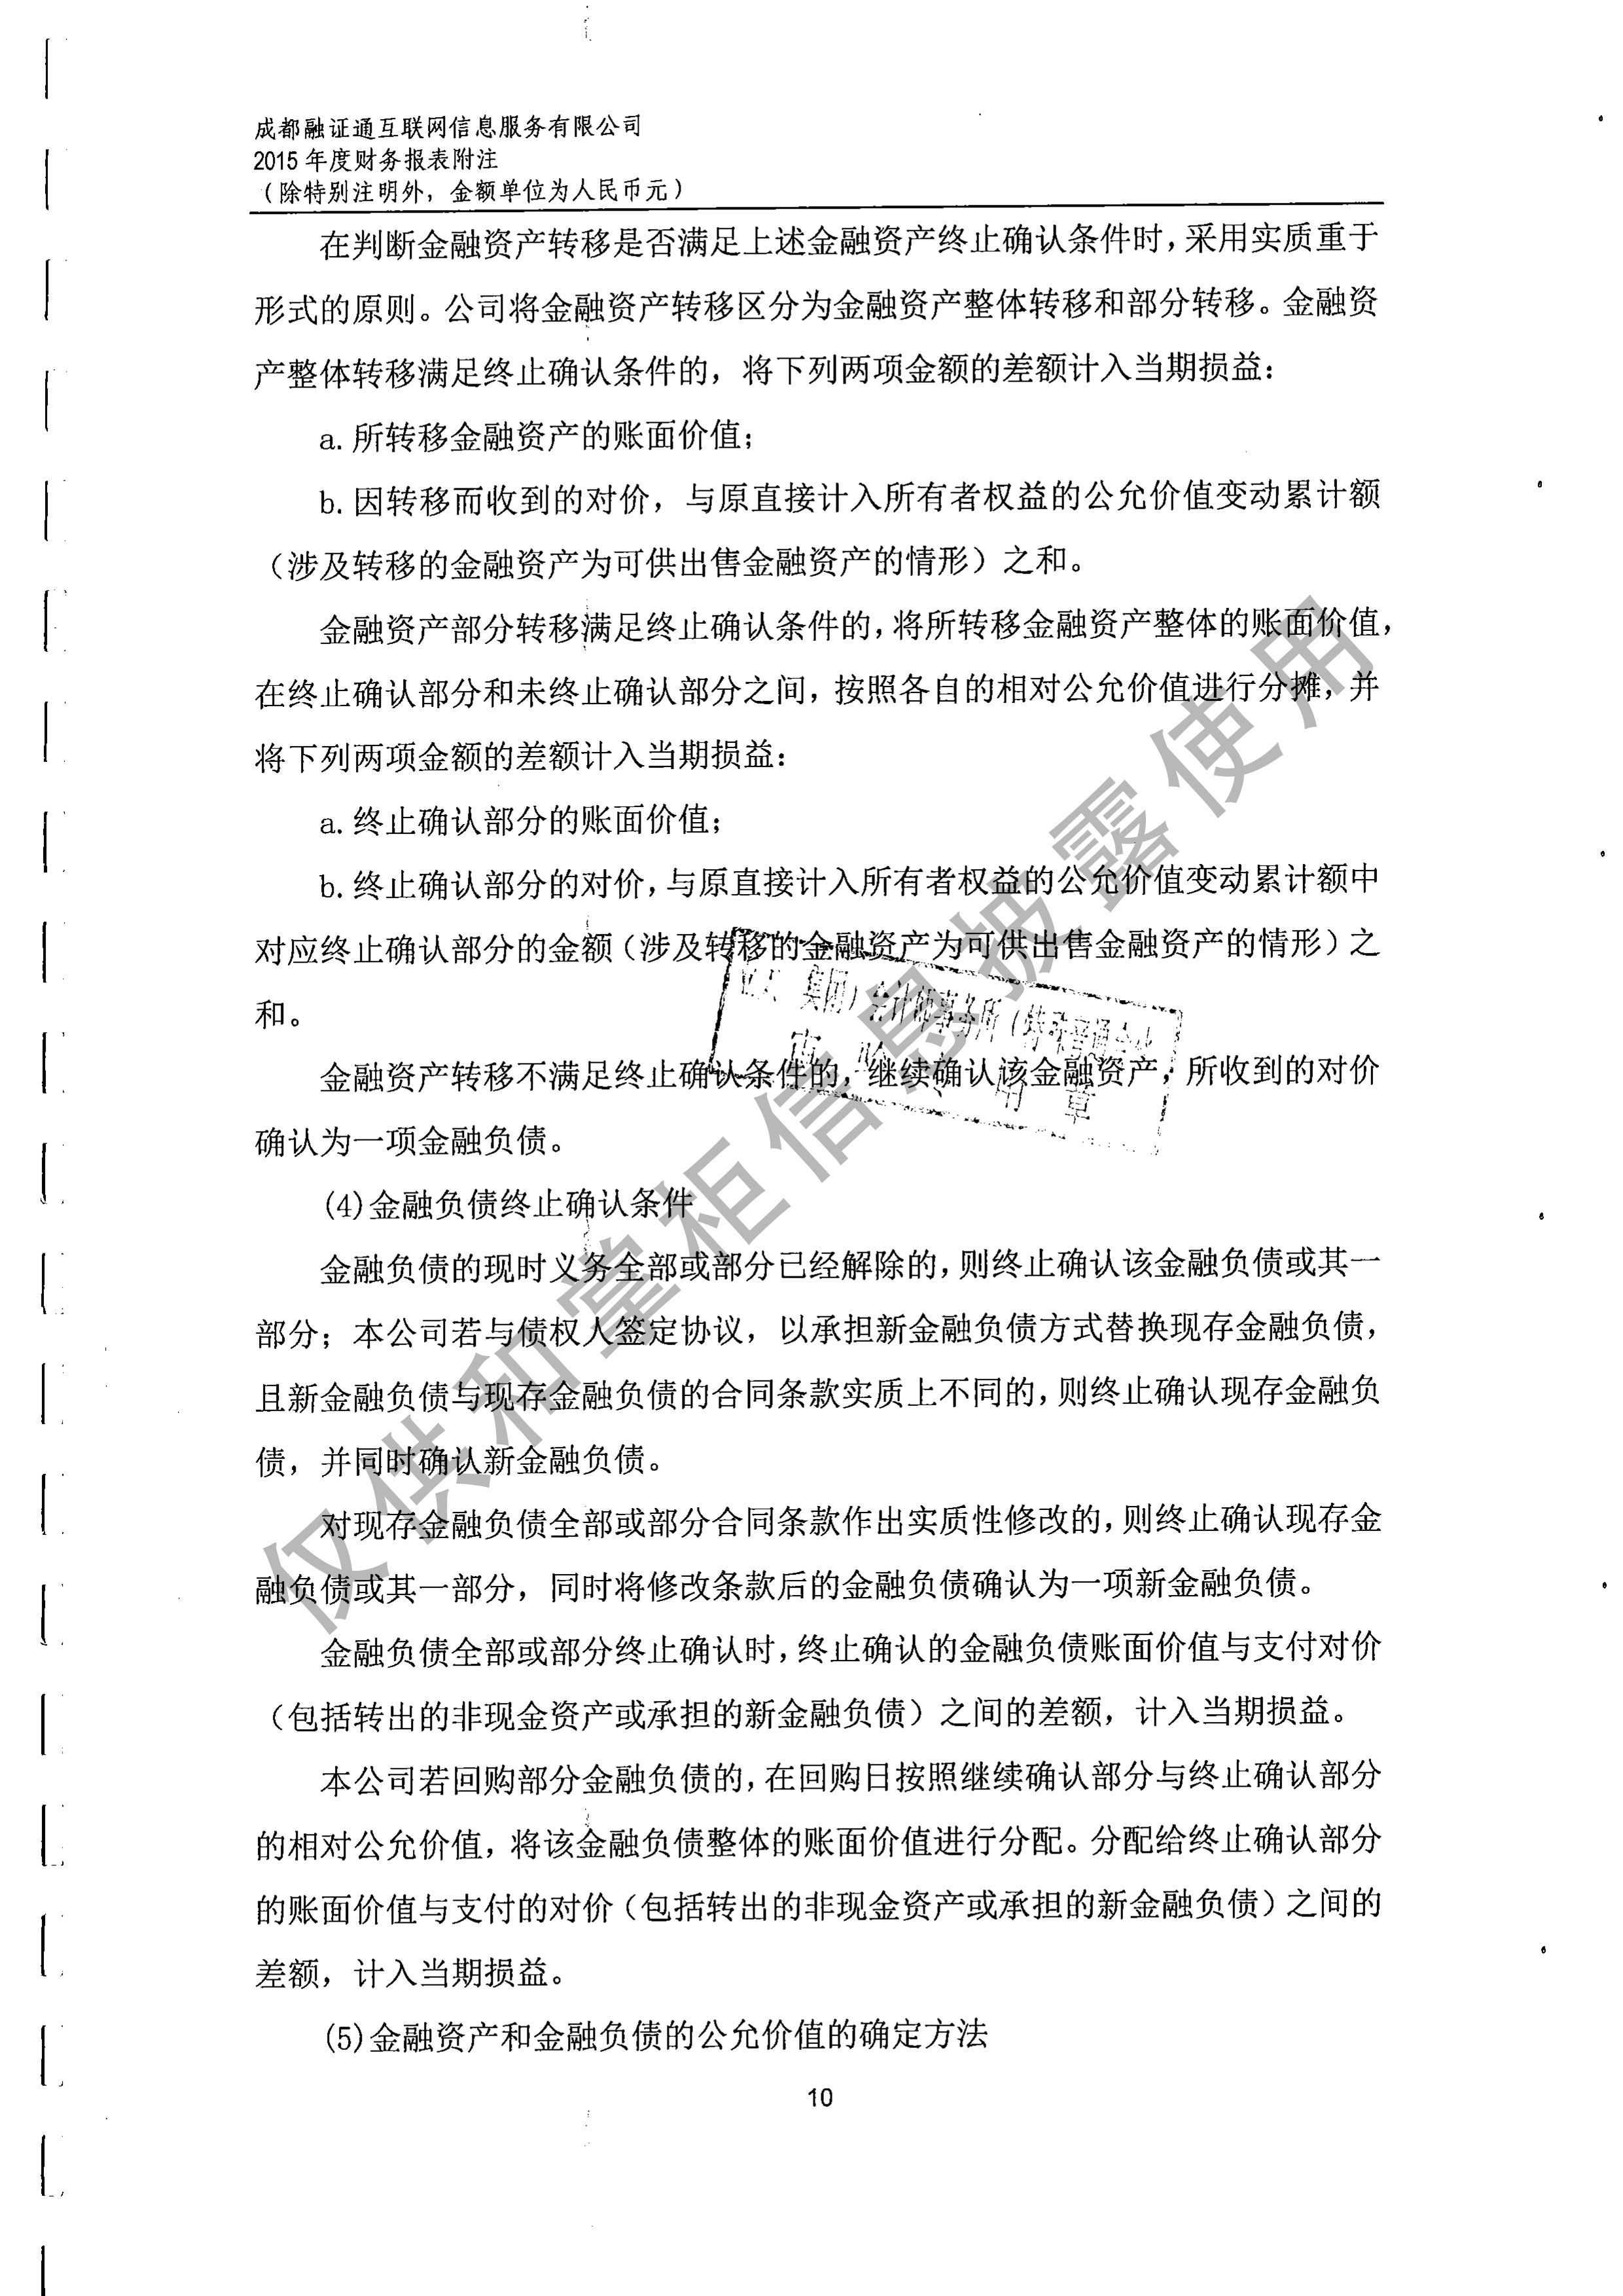 成都融证通互联网信息服务有限公司
2015 年度财务报表附注
（除特别注明外，金额单位为人民币元）
在判断金融资产转移是否满足上述金融资产终止确认条件时，采用实质重于
形式的原则。公司将金融资产转移区分为金融资产整体转移和部分转移。金融资
产整体转移满足终止确认条件的，将下列两项金额的差额计入当期损益：
a. 所转移金融资产的账面价值；
b. 因转移而收到的对价，与原直接计入所有者权益的公允价值变动累计额
（涉及转移的金融资产为可供出售金融资产的情形）之和。
金融资产部分转移满足终止确认条件的，将所转移金融资产整体的账面价值，
在终止确认部分和未终止确认部分之间，按照各自的相对公允价值进行分摊，并
将下列两项金额的差额计入当期损益：
a. 终止确认部分的账面价值；
b. 终止确认部分的对价，与原直接计入所有者权益的公允价值变动累计额中
对应终止确认部分的金额（涉及转移的金融资产为可供出售金融资产的情形）之
和。
集团）会计师事务所（特殊普通合伙
章
金融资产转移不满足终止确认条件的，继续确认该金融资产，所收到的对价
确认为一项金融负债。
(4)金融负债终止确认条件
金融负债的现时义务全部或部分已经解除的，则终止确认该金融负债或其一
部分；本公司若与债权人签定协议，以承担新金融负债方式替换现存金融负债，
且新金融负债与现存金融负债的合同条款实质上不同的，则终止确认现存金融负
债，并同时确认新金融负债。
对现存金融负债全部或部分合同条款作出实质性修改的，则终止确认现存金
融负债或其一部分，同时将修改条款后的金融负债确认为一项新金融负债。
金融负债全部或部分终止确认时，终止确认的金融负债账面价值与支付对价
（包括转出的非现金资产或承担的新金融负债）之间的差额，计入当期损益。
本公司若回购部分金融负债的，在回购日按照继续确认部分与终止确认部分
的相对公允价值，将该金融负债整体的账面价值进行分配。分配给终止确认部分
的账面价值与支付的对价（包括转出的非现金资产或承担的新金融负债）之间的
差额，计入当期损益。
(5)金融资产和金融负债的公允价值的确定方法
10
仅供和掌柜信息披露使用